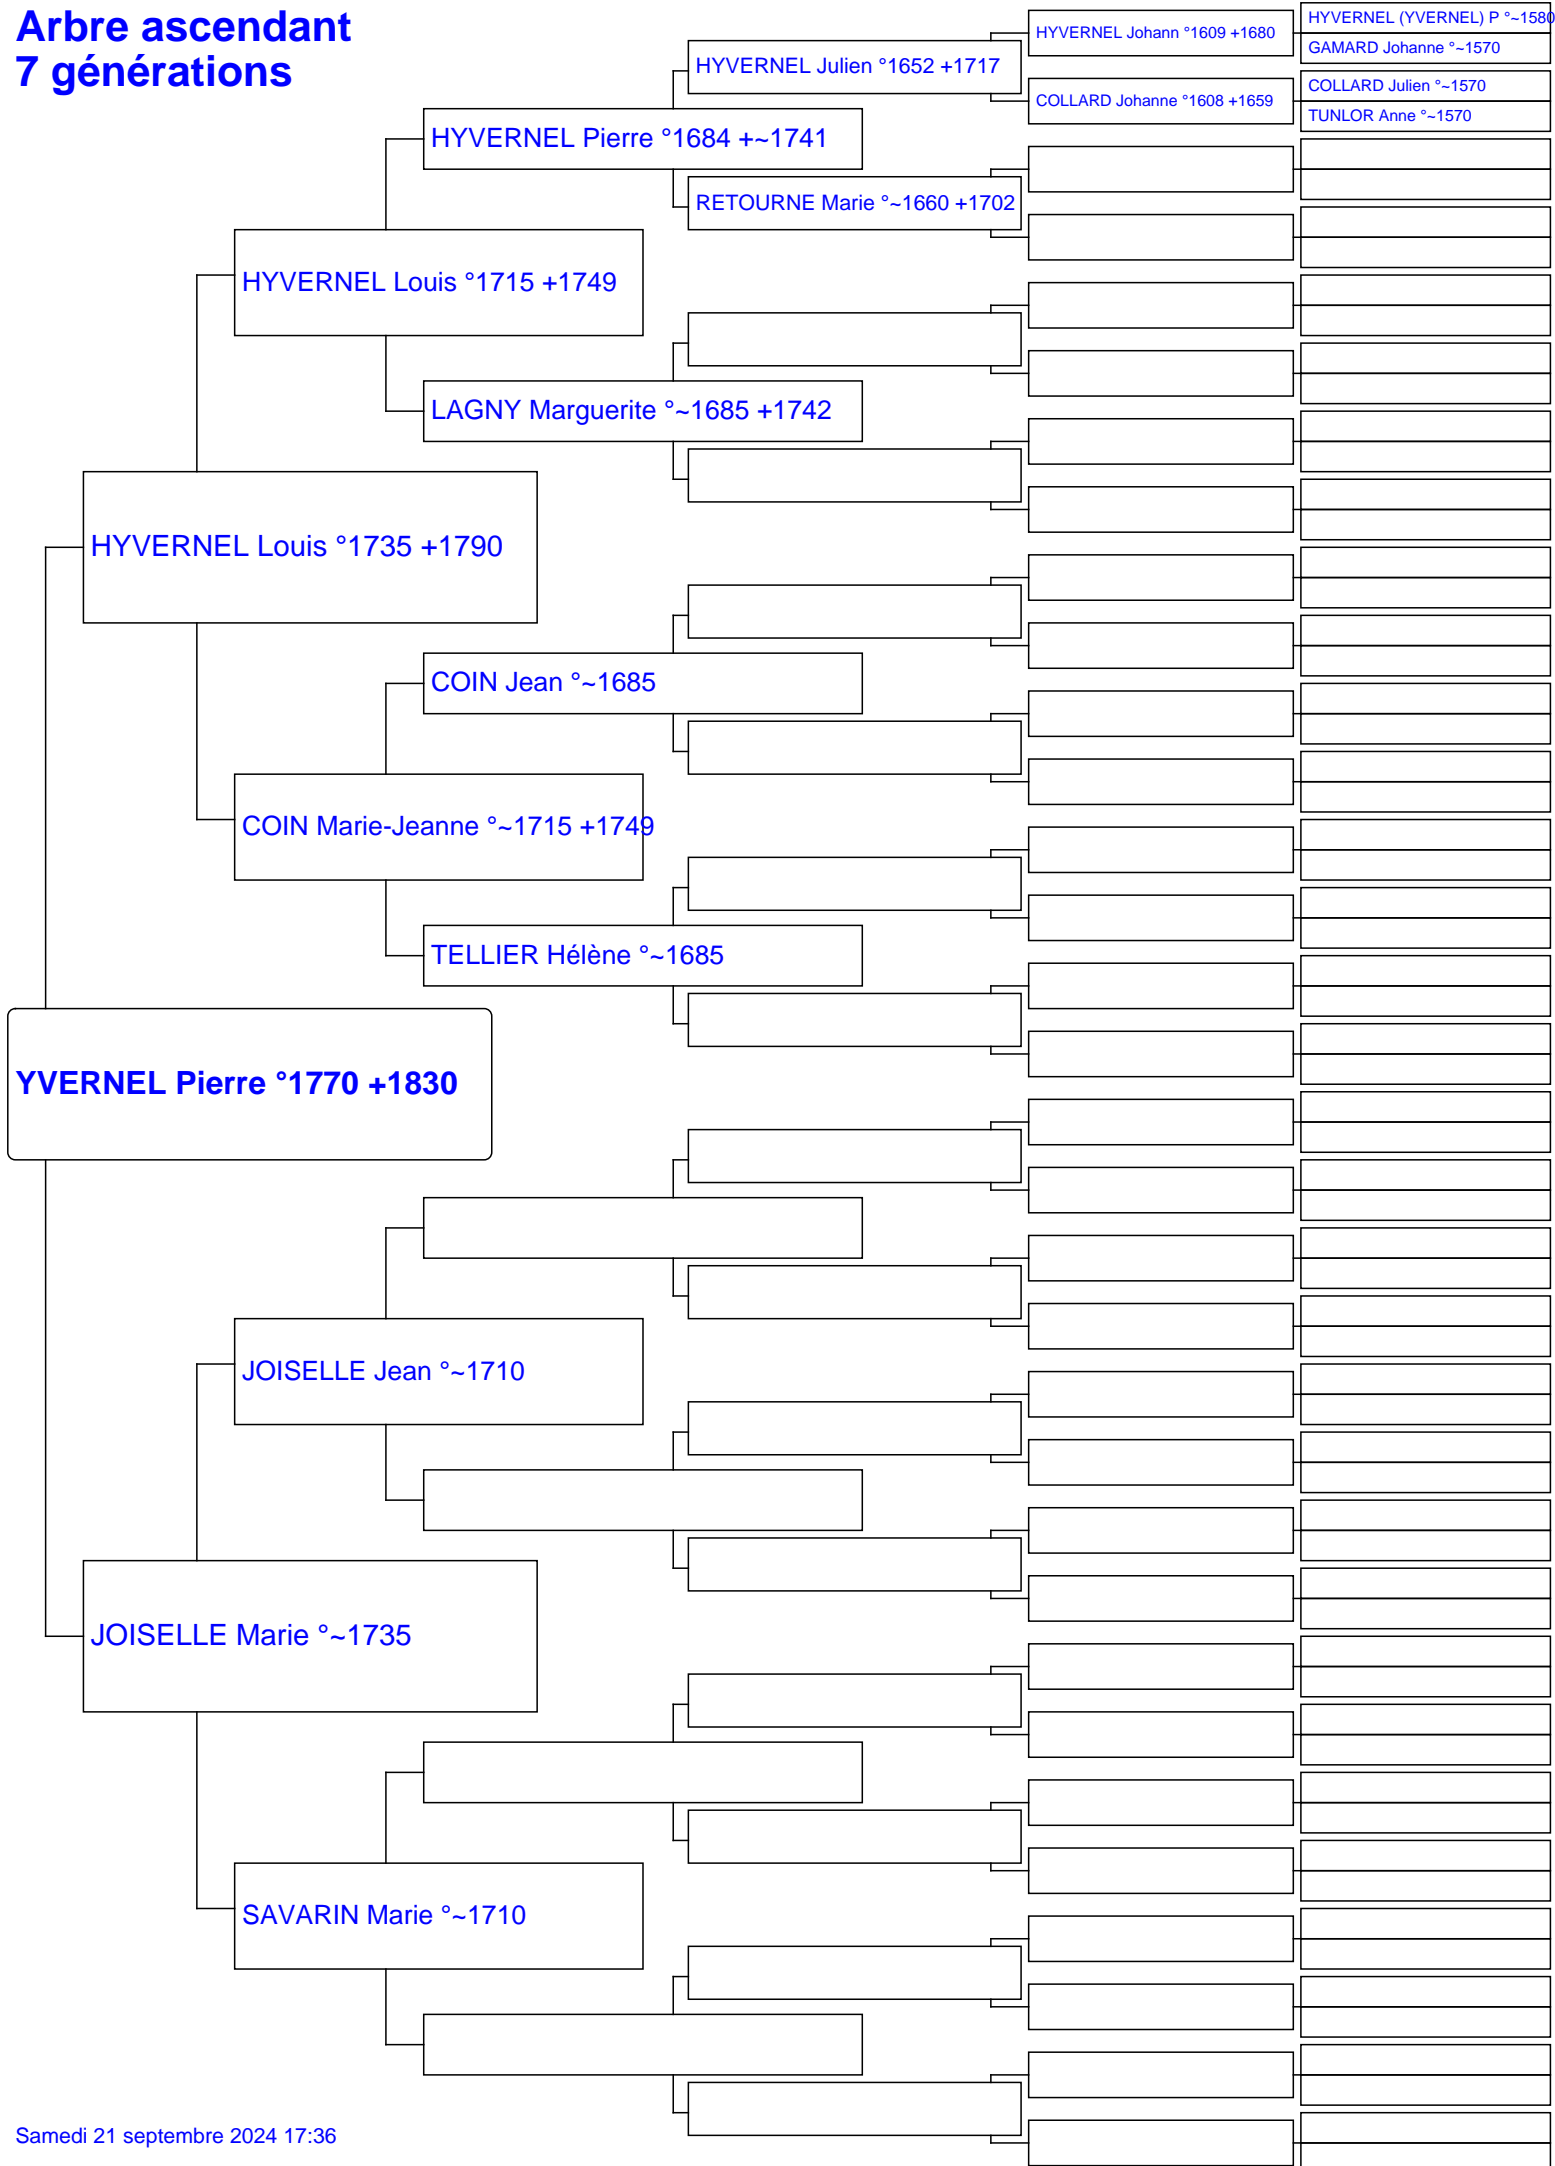 Arbre ascendant
7 générations
HYVERNEL (YVERNEL) P °~1580
HYVERNEL Johann °1609 +1680
GAMARD Johanne °~1570
HYVERNEL Julien °1652 +1717
COLLARD Julien °~1570
COLLARD Johanne °1608 +1659
TUNLOR Anne °~1570
HYVERNEL Pierre °1684 +~1741
RETOURNE Marie °~1660 +1702
HYVERNEL Louis °1715 +1749
LAGNY Marguerite °~1685 +1742
HYVERNEL Louis °1735 +1790
COIN Jean °~1685
COIN Marie-Jeanne °~1715 +1749
TELLIER Hélène °~1685
YVERNEL Pierre °1770 +1830
JOISELLE Jean °~1710
JOISELLE Marie °~1735
SAVARIN Marie °~1710
Samedi 21 septembre 2024 17:36